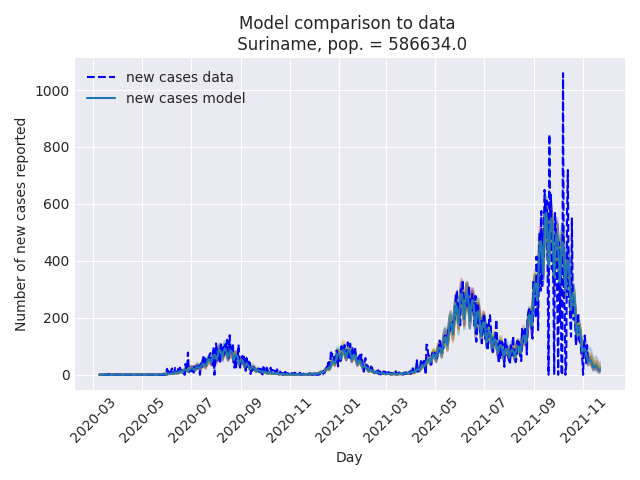 Model comparison to data
Suriname, pop. = 586634.0
new cases data
new cases model
Number of new cases reported
1000
800
600
400
200
0
2020-03
2020-05
2020-07
2020-09
2020-11
2021-01
2021-03
2021-05
2021-07
2021-09
2021-11
Day